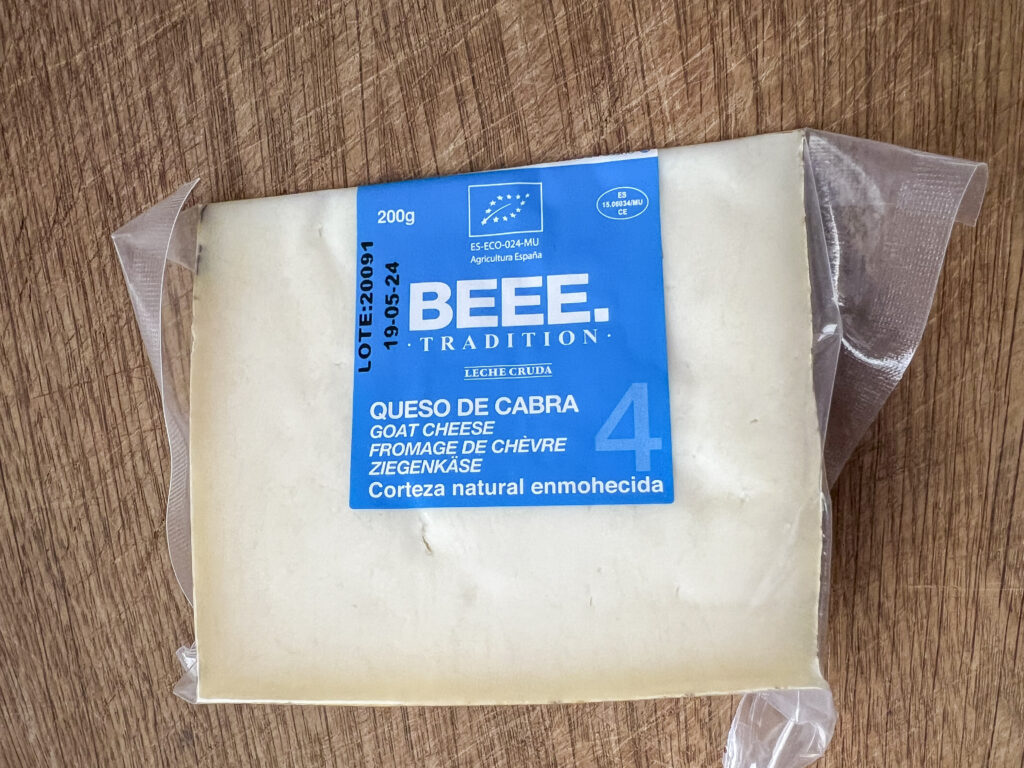 200g
ES-ECO-024-MU
Agricultura España
ES
15.06034/MU
CE
LOTE:20091
19-05-24
BEEE.
· TRADITION ·
LECHE CRUDA
QUESO DE CABRA
GOAT CHEESE
FROMAGE DE CHÈVRE
ZIEGENKÄSE
4
Corteza natural enmohecida